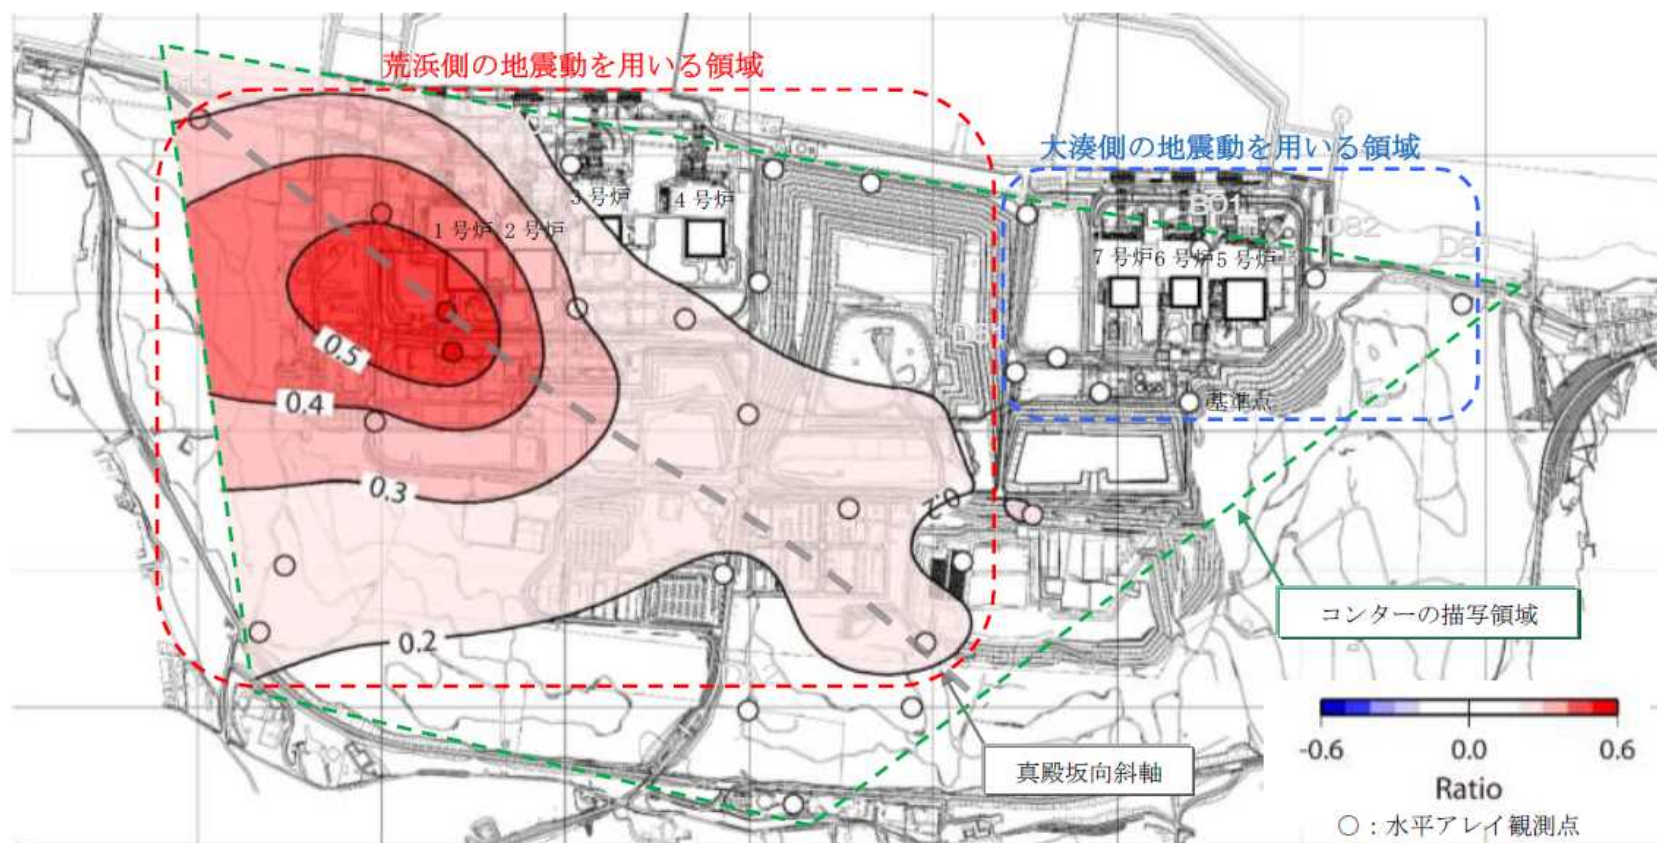 荒浜側の地震動を用いる領域
大湊側の地震動を用いる領域
3号炉
4号炉
1号炉 2号炉
BO1
DB2
7号炉6号炉5号炉
0.5
0.4
基準点
0.3
0.2
コンターの描写領域
0.2
真殿坂向斜軸
-0.6 0.0 0.6
Ratio
○:水平アレイ観測点